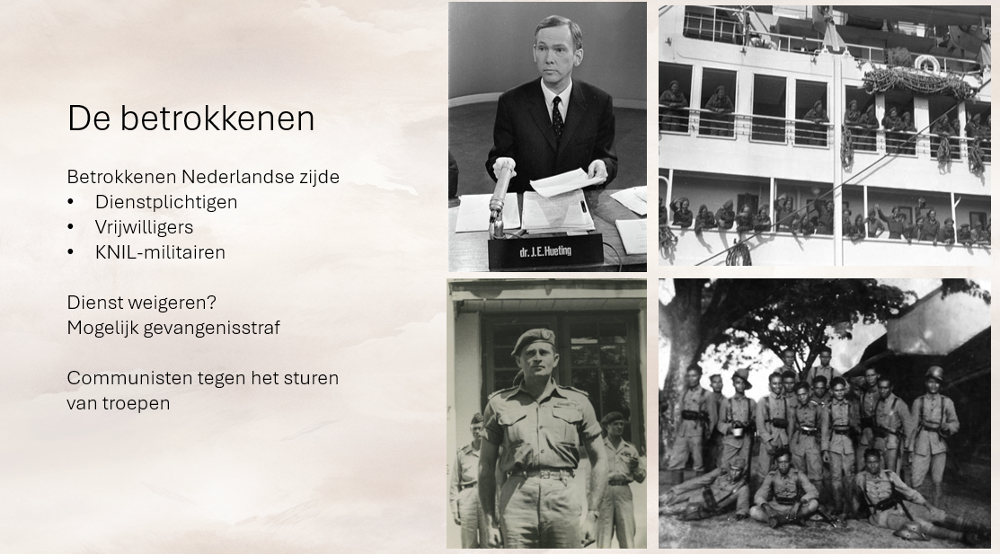 De betrokkenen
Betrokkenen Nederlandse zijde
• Dienstplichtigen
• Vrijwilligers
• KNIL-militairen
Dienst weigeren?
Mogelijk gevangenisstraf
Communisten tegen het sturen
van troepen
dr. J.E. Hueting